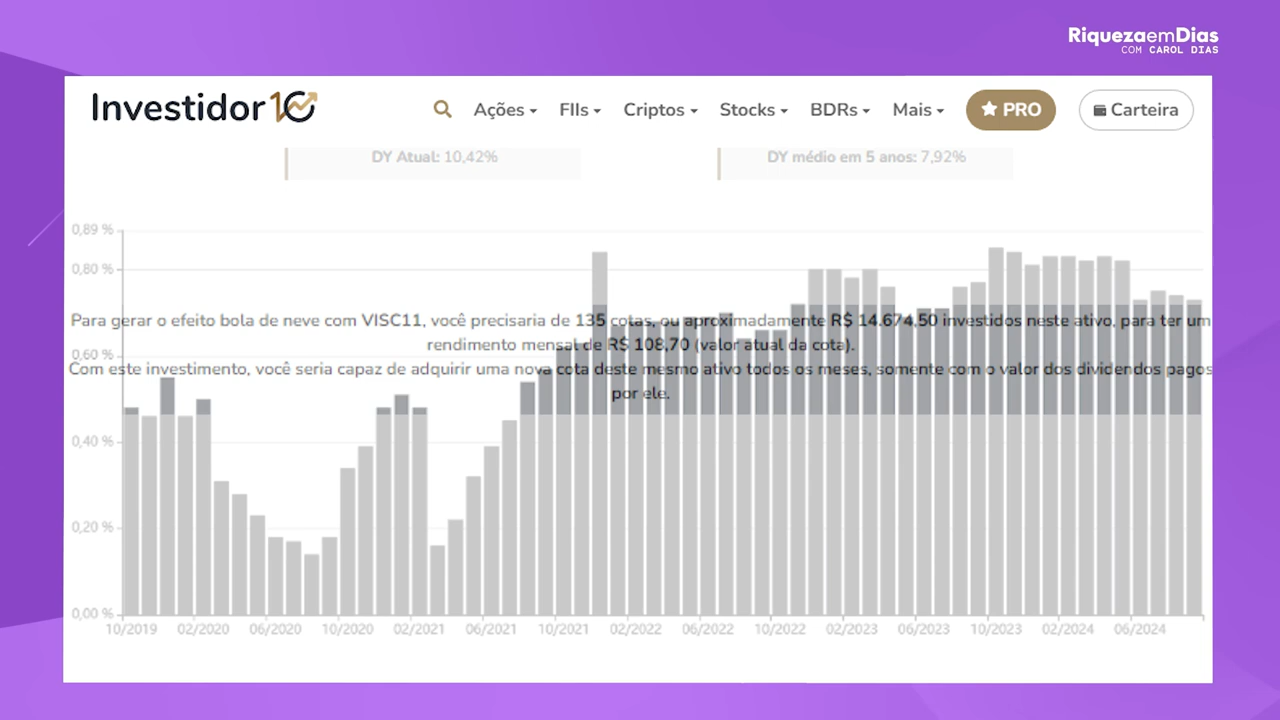 RiquezaemDias
COM CAROL DIAS
Investidor 10
Ações FIIs Criptos Stocks BDRs Mais PRO Carteira
DY Atual: 10,42% DY médio em 5 anos: 7,92%
0,89 %
0,80 %
Para gerar o efeito bola de neve com VISC11, você precisaria de 135 cotas, ou aproximadamente R$ 14.674,50 investidos neste ativo, para ter um
rendimento mensal de R$ 108,70 (valor atual da cota).
0,60 %
Com este investimento, você seria capaz de adquirir uma nova cota deste mesmo ativo todos os meses, somente com o valor dos dividendos pagos
por ele.
0,40 %
0,20 %
0,00 %
10/2019 02/2020 06/2020 10/2020 02/2021 06/2021 10/2021 02/2022 06/2022 10/2022 02/2023 06/2023 10/2023 02/2024 06/2024